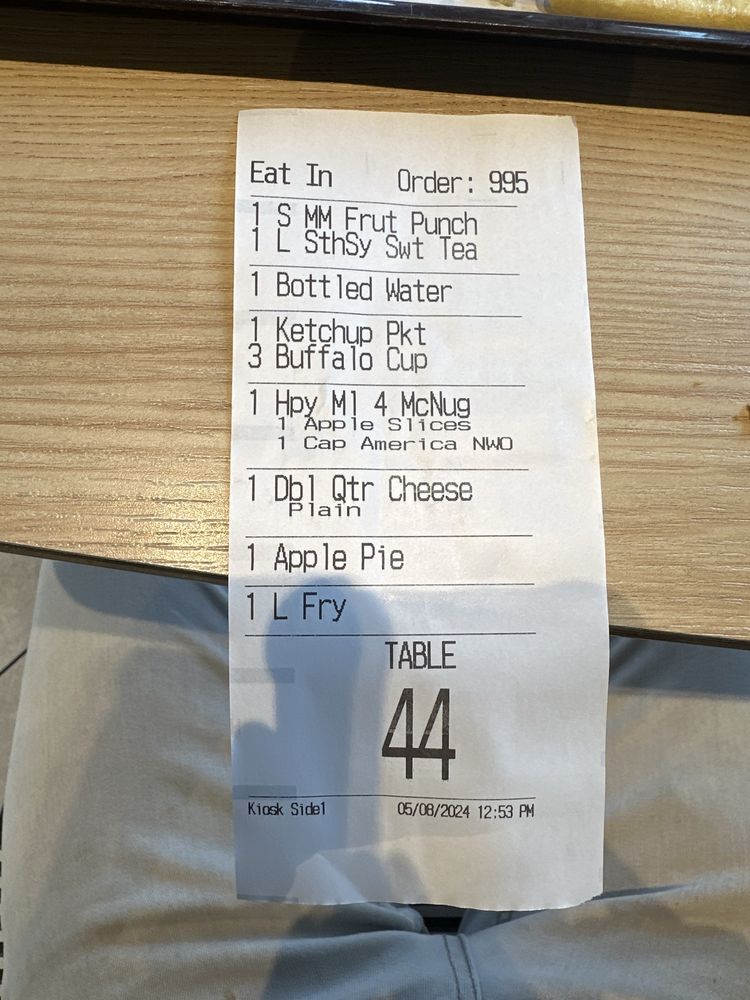 Eat In Order: 995
1 S MM Frut Punch
1 L SthSy Swt Tea
1 Bottled Water
1 Ketchup Pkt
3 Buffalo Cup
1 Hpy Ml 4 McNug
1 Apple Slices
1 Cap America NWO
1 Dbl Qtr Cheese
Plain
1 Apple Pie
1 L Fry
TABLE
44
Kiosk Side1 05/08/2024 12:53 PM